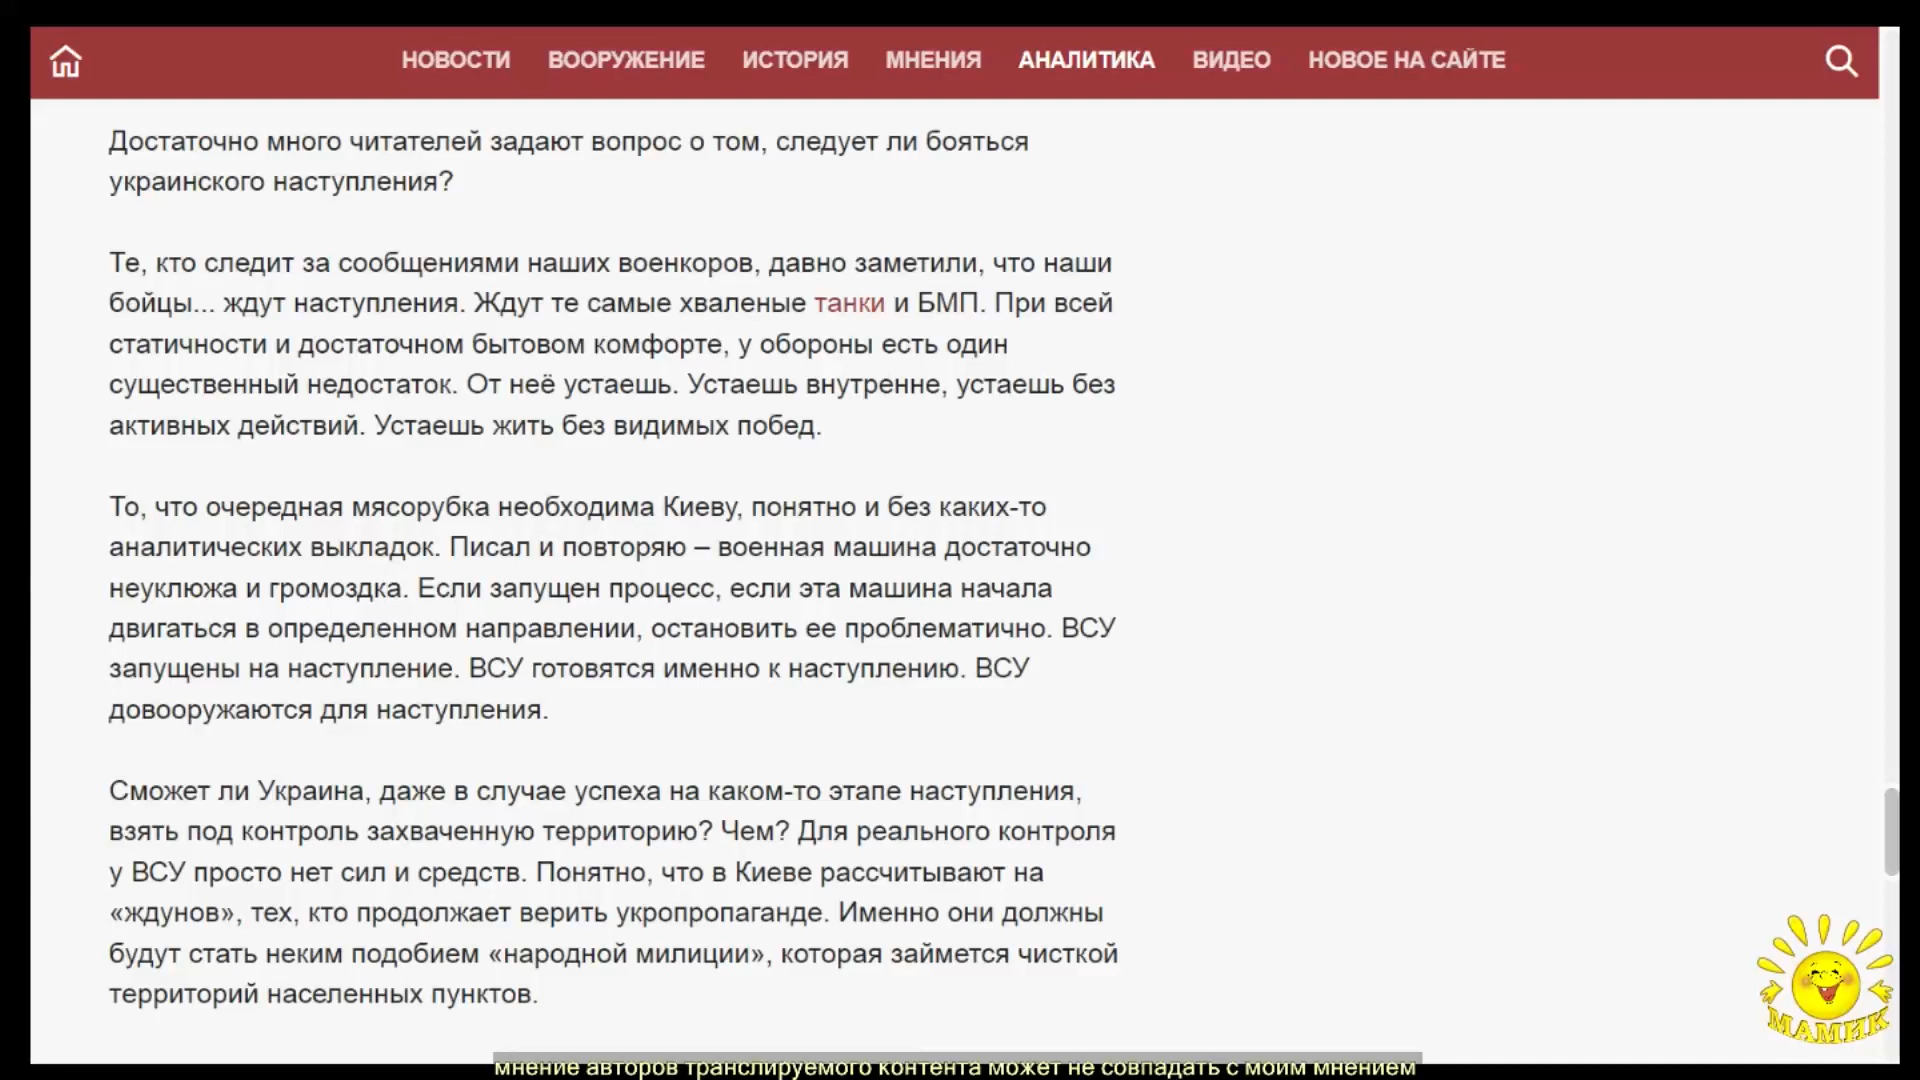 НОВОСТИ ВООРУЖЕНИЕ ИСТОРИЯ МНЕНИЯ АНАЛИТИКА ВИДЕО НОВОЕ НА САЙТЕ
Достаточно много читателей задают вопрос о том, следует ли бояться
украинского наступления?
Те, кто следит за сообщениями наших военкоров, давно заметили, что наши
бойцы... ждут наступления. Ждут те самые хваленые танки и БМП. При всей
статичности и достаточном бытовом комфорте, у обороны есть один
существенный недостаток. От неё устаешь. Устаешь внутренне, устаешь без
активных действий. Устаешь жить без видимых побед.
То, что очередная мясорубка необходима Киеву, понятно и без каких-то
аналитических выкладок. Писал и повторяю – военная машина достаточно
неуклюжа и громоздка. Если запущен процесс, если эта машина начала
двигаться в определенном направлении, остановить ее проблематично. ВСУ
запущены на наступление. ВСУ готовятся именно к наступлению. ВСУ
довооружаются для наступления.
Сможет ли Украина, даже в случае успеха на каком-то этапе наступления,
взять под контроль захваченную территорию? Чем? Для реального контроля
у ВСУ просто нет сил и средств. Понятно, что в Киеве рассчитывают на
«ждунов», тех, кто продолжает верить укропропаганде. Именно они должны
будут стать неким подобием «народной милиции», которая займется чисткой
территорий населенных пунктов.
МАМИК
мнение авторов транслируемого контента может не совпадать с моим мнением